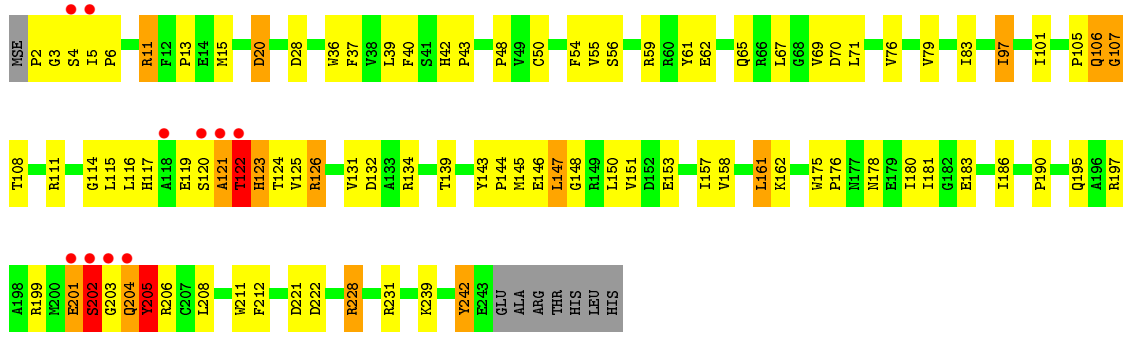 MSE P2 G3 S4 I5 P6 R11 F12 P13 E14 M15 D20 D28 W36 F37 V38 L39 F40 S41 H42 P43 P48 V49 C50 F54 V55 S56 R59 R60 Y61 E62 Q65 R66 L67 G68 V69 D70 L71 V76 V79 I83 I97 I101 P105 Q106 G107
T108 R111 G114 L115 L116 H117 A118 E119 S120 A121 T122 H123 T124 V125 R126 V131 D132 A133 R134 T139 Y143 P144 M145 E146 L147 G148 R149 L150 V151 D152 E153 I157 V158 L161 K162 W175 P176 N177 N178 E179 I180 I181 G182 E183 I186 P190 Q195 A196 R197
A198 R199 M200 E201 S202 G203 Q204 Y205 R206 C207 L208 W211 F212 D221 D222 R228 R231 K239 Y242 E243 GLU ALA ARG THR HIS LEU HIS